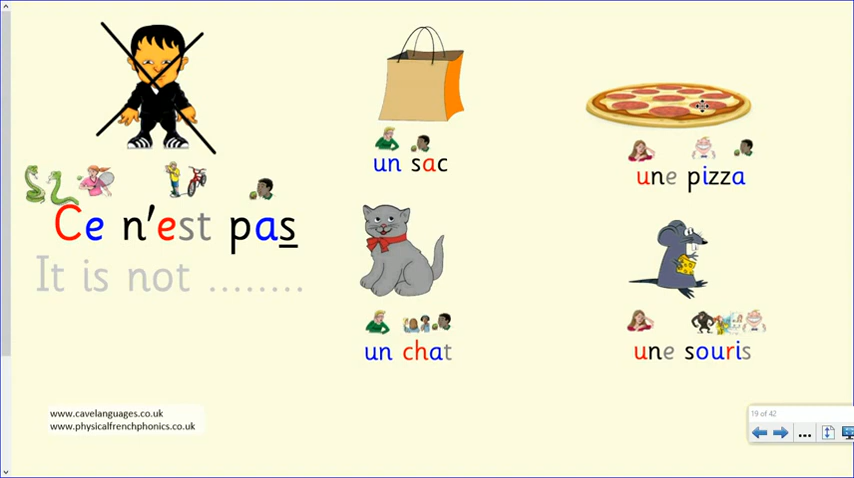 Ce n'est pas
It is not ........
un sac
une pizza
un chat
une souris
www.cavelanguages.co.uk
www.physicalfrenchphonics.co.uk
19 of 42
...